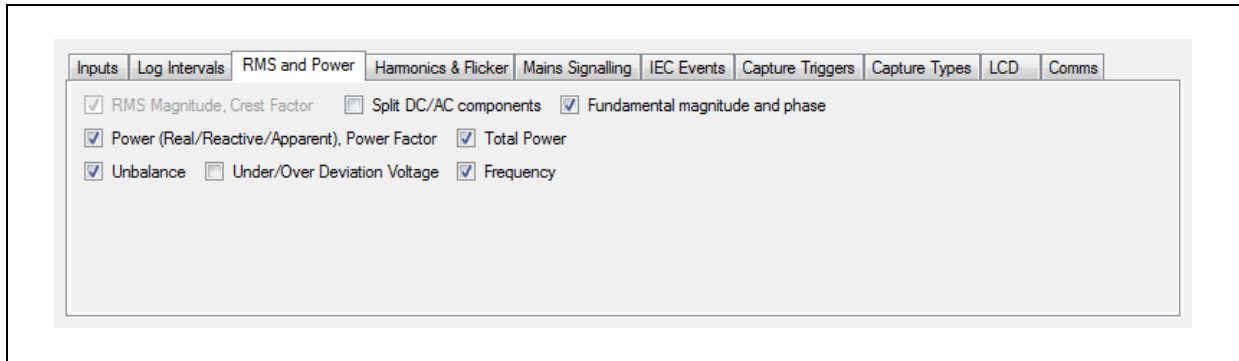 Inputs Log Intervals RMS and Power Harmonics & Flicker Mains Signalling IEC Events Capture Triggers Capture Types LCD Comms
RMS Magnitude, Crest Factor Split DC/AC components Fundamental magnitude and phase
Power (Real/Reactive/Apparent), Power Factor Total Power
Unbalance Under/Over Deviation Voltage Frequency